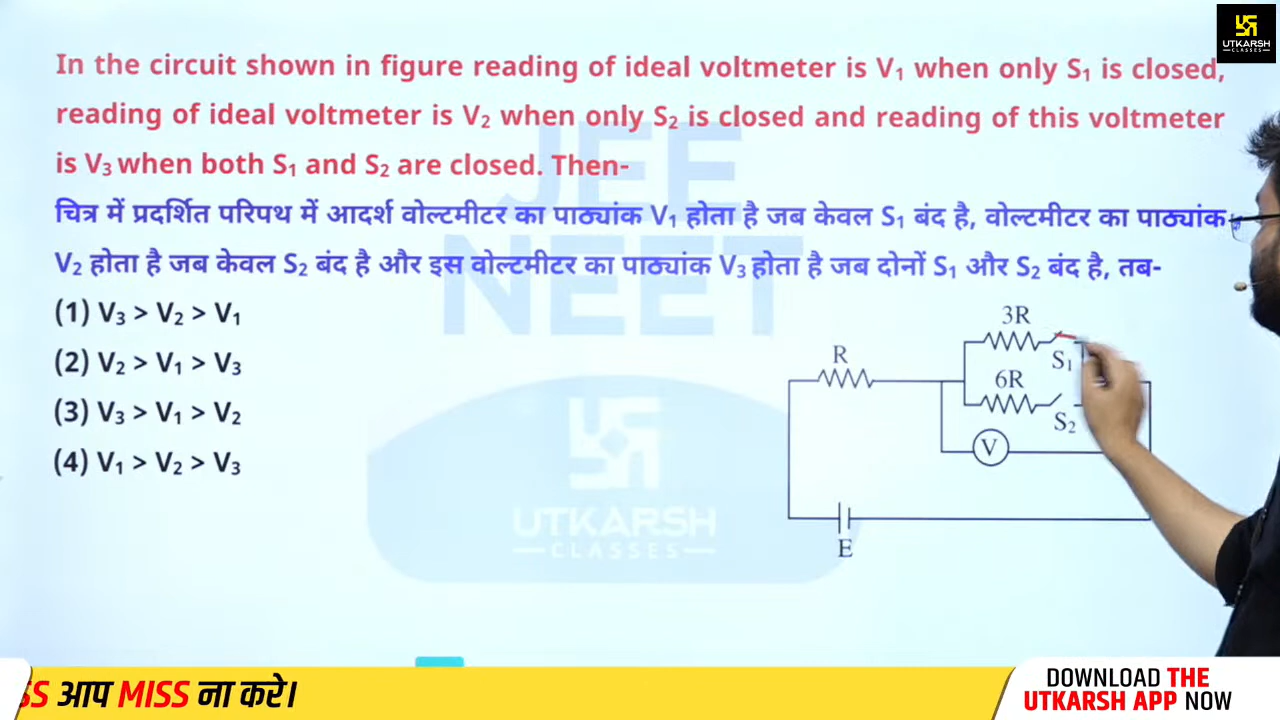 UTKARSH
CLASSES
In the circuit shown in figure reading of ideal voltmeter is V₁ when only S₁ is closed,
reading of ideal voltmeter is V₂ when only S₂ is closed and reading of this voltmeter
is V₃ when both S₁ and S₂ are closed. Then-
चित्र में प्रदर्शित परिपथ में आदर्श वोल्टमीटर का पाठ्यांक V₁ होता है जब केवल S₁ बंद है, वोल्टमीटर का पाठ्यांक
V₂ होता है जब केवल S₂ बंद है और इस वोल्टमीटर का पाठ्यांक V₃ होता है जब दोनों S₁ और S₂ बंद है, तब-
(1) V₃ > V₂ > V₁
(2) V₂ > V₁ > V₃
(3) V₃ > V₁ > V₂
(4) V₁ > V₂ > V₃
3R
R
S₁
6R
S₂
V
E
JEE
NEET
UTKARSH
CLASSES
SS आप MISS ना करे।
DOWNLOAD THE
UTKARSH APP NOW